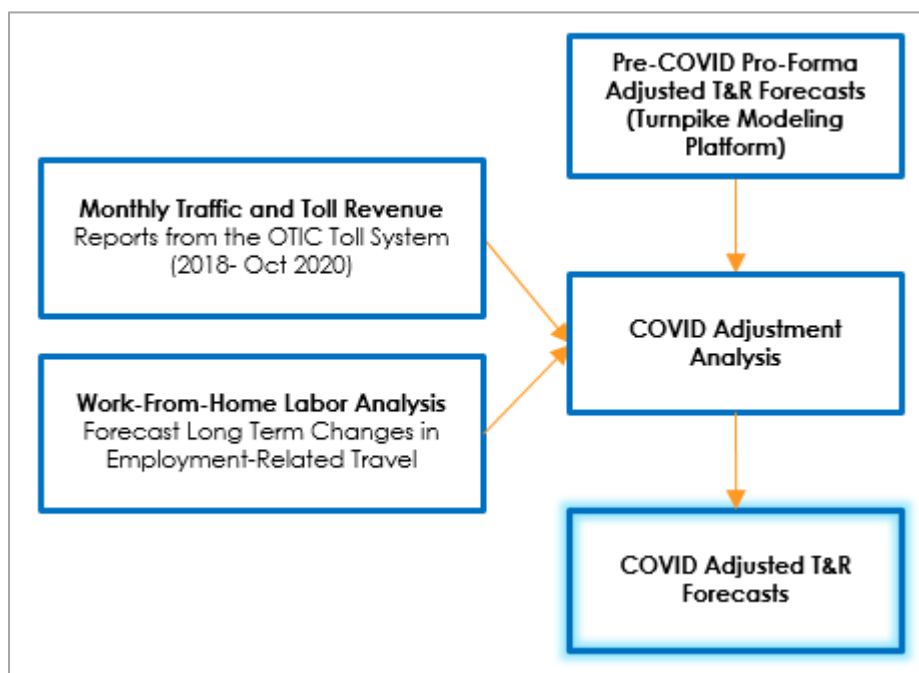 Pre-COVID Pro-Forma
Adjusted T&R Forecasts
(Turnpike Modeling
Platform)
Monthly Traffic and Toll Revenue
Reports from the OTIC Toll System
(2018- Oct 2020)
COVID Adjustment
Analysis
Work-From-Home Labor Analysis
Forecast Long Term Changes in
Employment-Related Travel
COVID Adjusted T&R
Forecasts